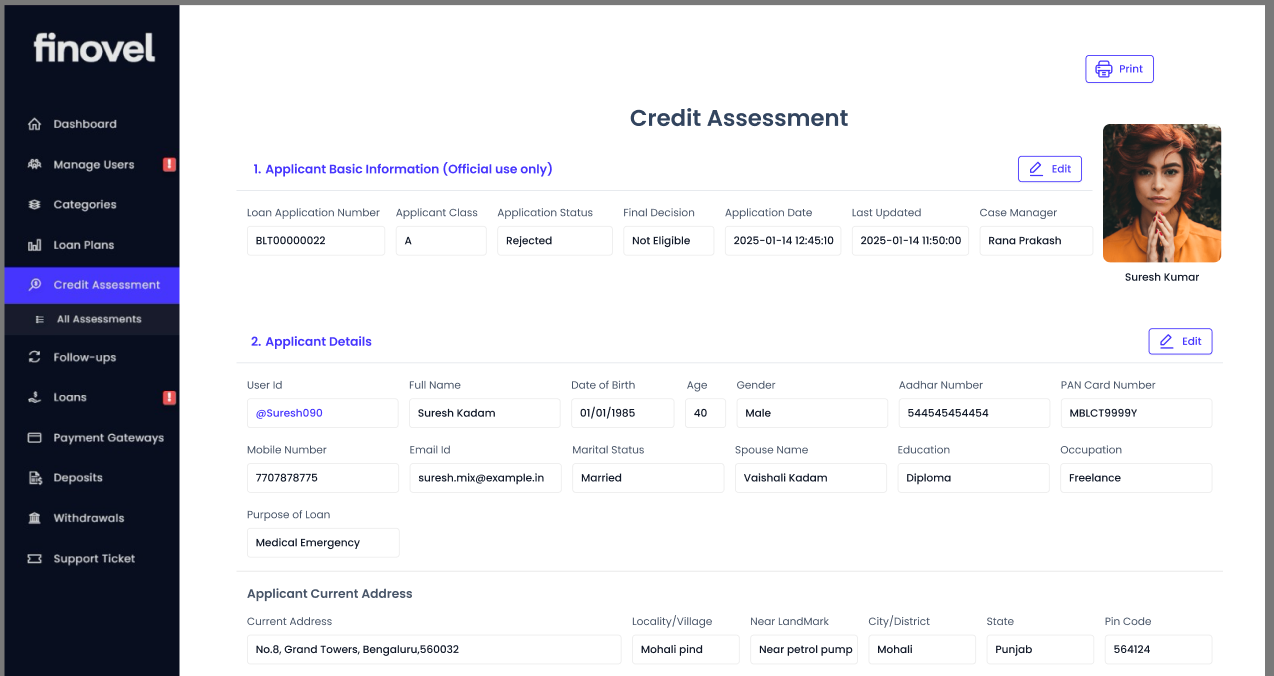 finovel
Print
Credit Assessment
Dashboard
Manage Users !
Categories
Loan Plans
Credit Assessment
All Assessments
Follow-ups
Loans !
Payment Gateways
Deposits
Withdrawals
Support Ticket
1. Applicant Basic Information (Official use only) Edit
Loan Application Number Applicant Class Application Status Final Decision Application Date Last Updated Case Manager
BLT00000022 A Rejected Not Eligible 2025-01-14 12:45:10 2025-01-14 11:50:00 Rana Prakash
Suresh Kumar
2. Applicant Details Edit
User Id Full Name Date of Birth Age Gender Aadhar Number PAN Card Number
@Suresh090 Suresh Kadam 01/01/1985 40 Male 544545454454 MBLCT9999Y
Mobile Number Email Id Marital Status Spouse Name Education Occupation
7707878775 suresh.mix@example.in Married Vaishali Kadam Diploma Freelance
Purpose of Loan
Medical Emergency
Applicant Current Address
Current Address Locality/Village Near LandMark City/District State Pin Code
No.8, Grand Towers, Bengaluru,560032 Mohali pind Near petrol pump Mohali Punjab 564124